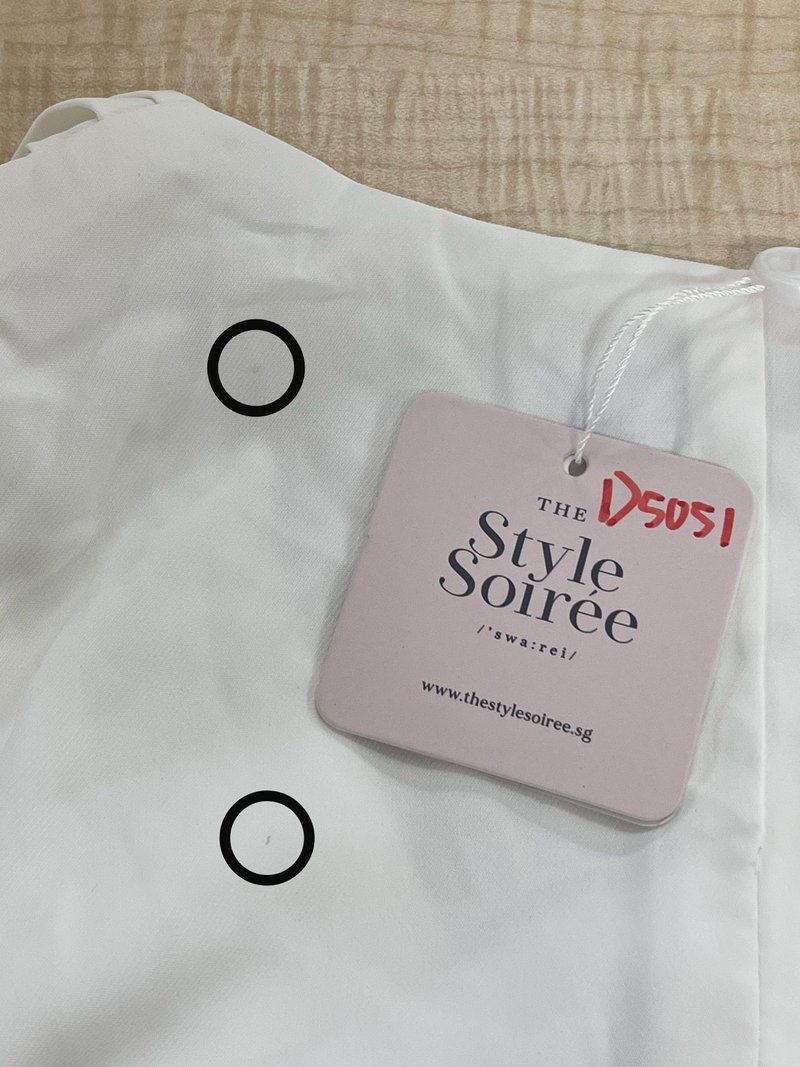 THE D5051
Style
Soirée
/'swa:rei/
www.thestylesoiree.sg